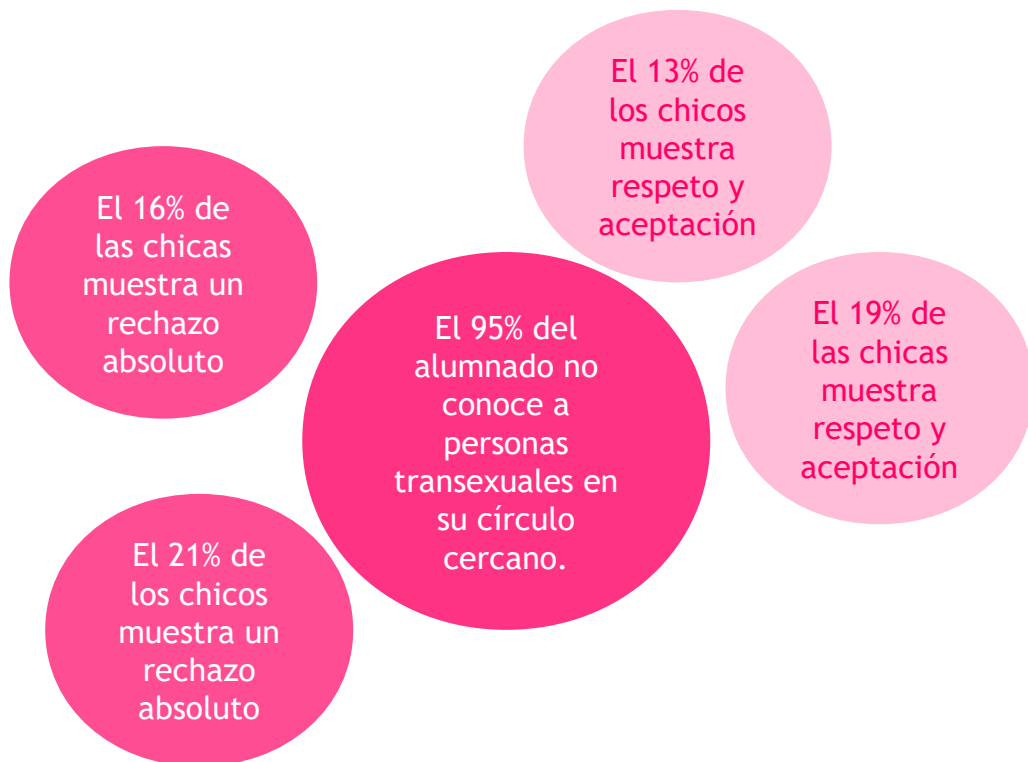 El 13% de
los chicos
muestra
respeto y
aceptación
El 16% de
las chicas
muestra un
rechazo
absoluto
El 95% del
alumnado no
conoce a
personas
transexuales en
su círculo
cercano.
El 19% de
las chicas
muestra
respeto y
aceptación
El 21% de
los chicos
muestra un
rechazo
absoluto